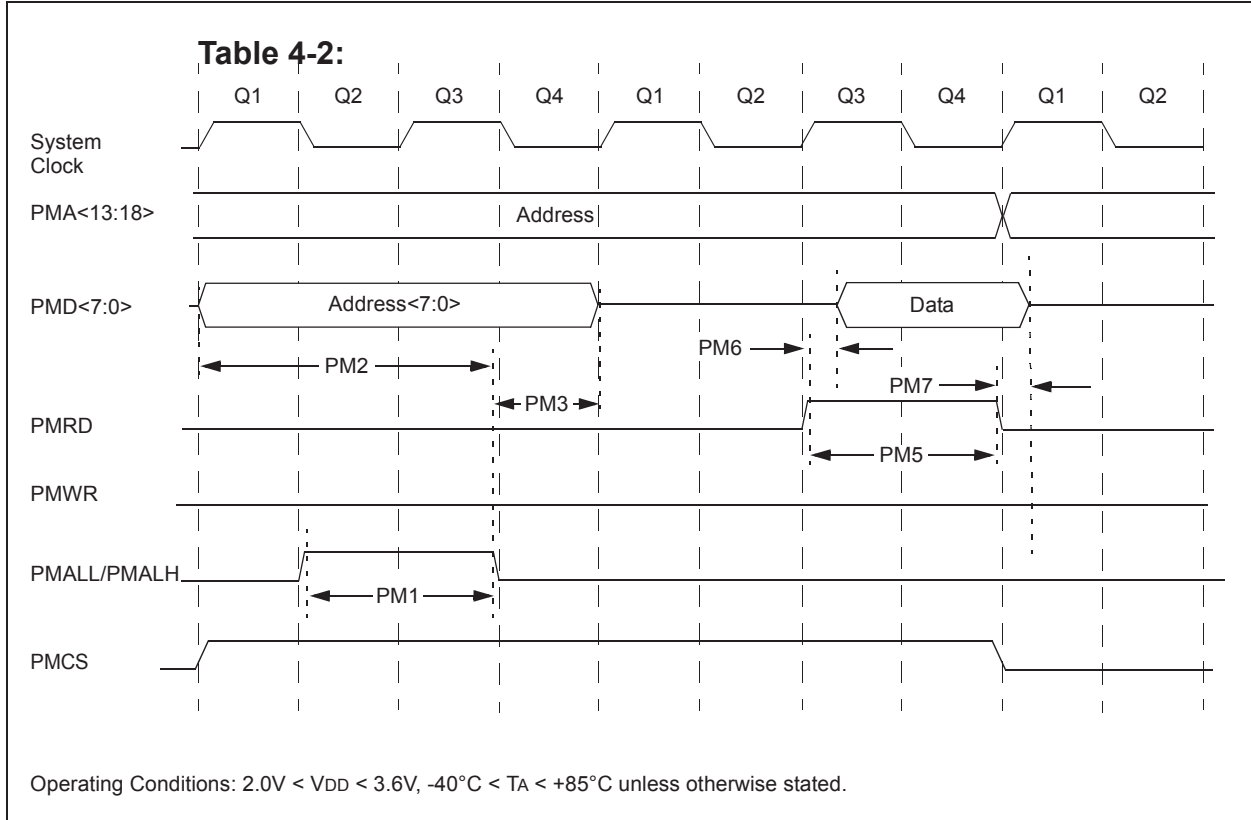 Table 4-2:
Q1 Q2 Q3 Q4 Q1 Q2 Q3 Q4 Q1 Q2
System
Clock
PMA<13:18>
Address
PMD<7:0>
Address<7:0>
Data
PM6
PM2
PM7
PM3
PMRD
PM5
PMWR
PMALL/PMALH
PM1
PMCS
Operating Conditions: 2.0V < VDD < 3.6V, -40°C < TA < +85°C unless otherwise stated.